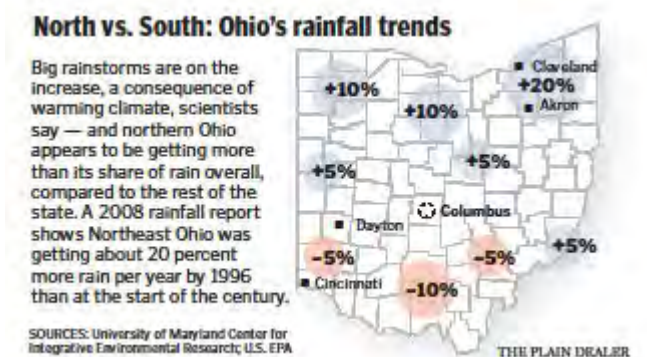 North vs. South: Ohio's rainfall trends
Big rainstorms are on the
increase, a consequence of
warming climate, scientists
say — and northern Ohio
appears to be getting more
than its share of rain overall,
compared to the rest of the
state. A 2008 rainfall report
shows Northeast Ohio was
getting about 20 percent
more rain per year by 1996
than at the start of the century.
SOURCES: University of Maryland Center for
Integrative Environmental Research; U.S. EPA
Cleveland
+20%
Akron
+10%
+10%
+5%
+5%
Columbus
Dayton
+5%
–5%
–5%
Cincinnati
–10%
THE PLAIN DEALER